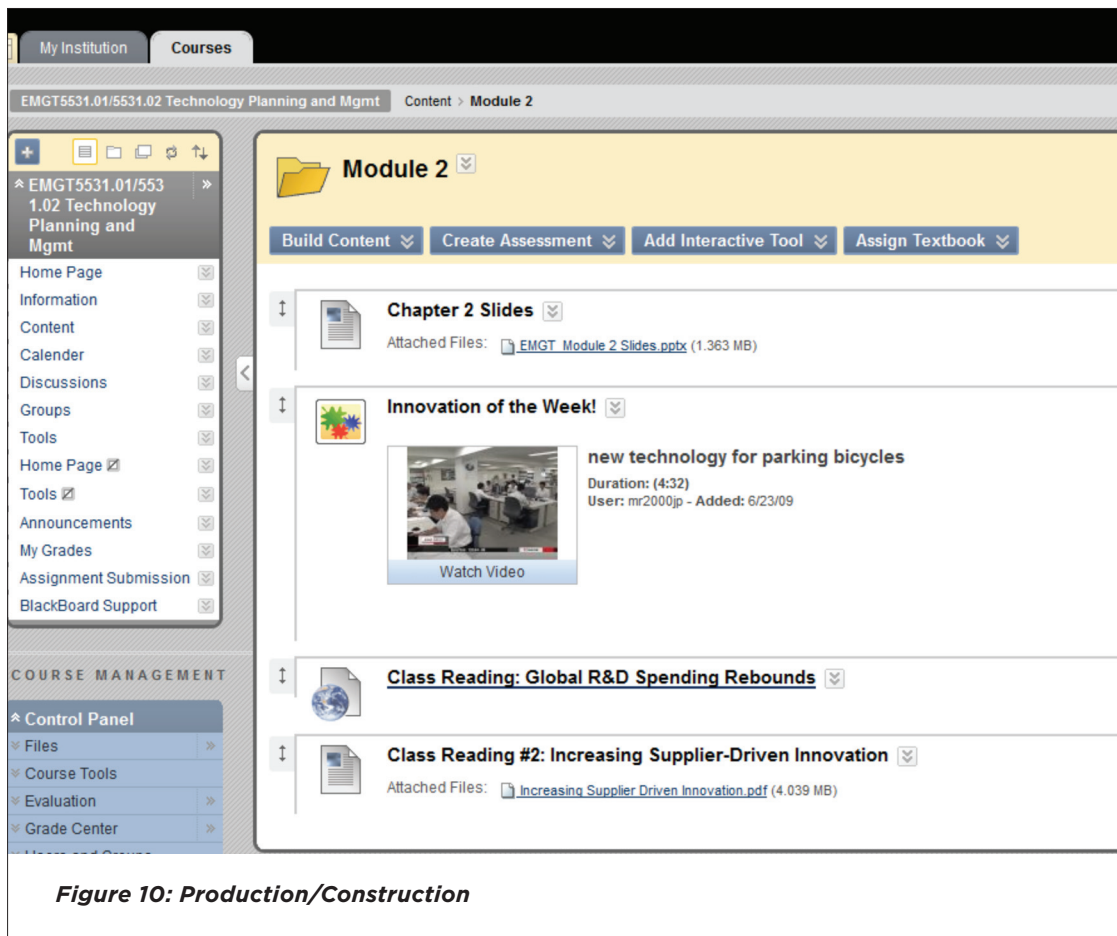 My Institution Courses
EMGT5531.01/5531.02 Technology Planning and Mgmt Content > Module 2
EMGT5531.01/553
1.02 Technology
Planning and
Mgmt
Home Page
Information
Content
Calender
Discussions
Groups
Tools
Home Page
Tools
Announcements
My Grades
Assignment Submission
BlackBoard Support
COURSE MANAGEMENT
Control Panel
Files
Course Tools
Evaluation
Grade Center
Users and Groups
Module 2
Build Content Create Assessment Add Interactive Tool Assign Textbook
Chapter 2 Slides
Attached Files: EMGT Module 2 Slides.pptx (1.363 MB)
Innovation of the Week!
new technology for parking bicycles
Duration: (4:32)
User: mr2000jp - Added: 6/23/09
Watch Video
Class Reading: Global R&D Spending Rebounds
Class Reading #2: Increasing Supplier-Driven Innovation
Attached Files: Increasing Supplier Driven Innovation.pdf (4.039 MB)
Figure 10: Production/Construction